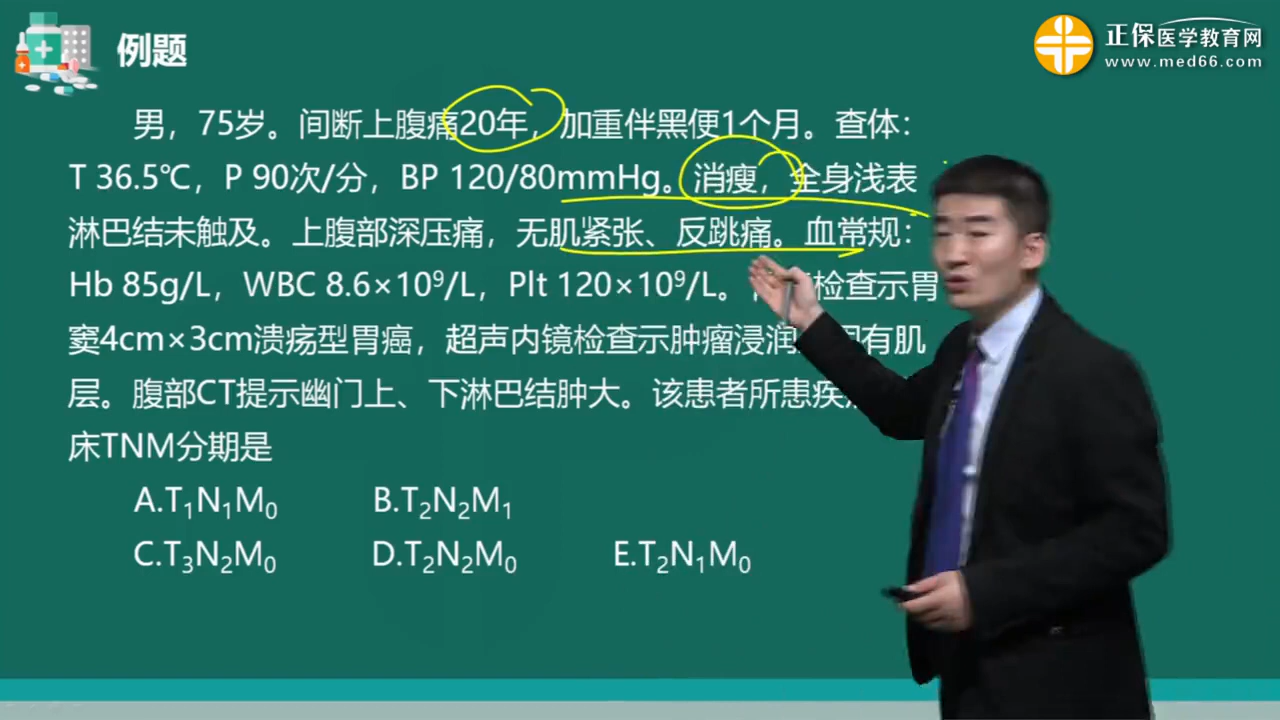 例题
正保医学教育网
www.med66.com
男，75岁。间断上腹痛20年，加重伴黑便1个月。查体：
T 36.5℃，P 90次/分，BP 120/80mmHg。消瘦，全身浅表
淋巴结未触及。上腹部深压痛，无肌紧张、反跳痛。血常规：
Hb 85g/L，WBC 8.6×10⁹/L，Plt 120×10⁹/L。检查示胃
窦4cm×3cm溃疡型胃癌，超声内镜检查示肿瘤浸润有肌
层。腹部CT提示幽门上、下淋巴结肿大。该患者所患疾
床TNM分期是
A.T₁N₁M₀ B.T₂N₂M₁
C.T₃N₂M₀ D.T₂N₂M₀ E.T₂N₁M₀